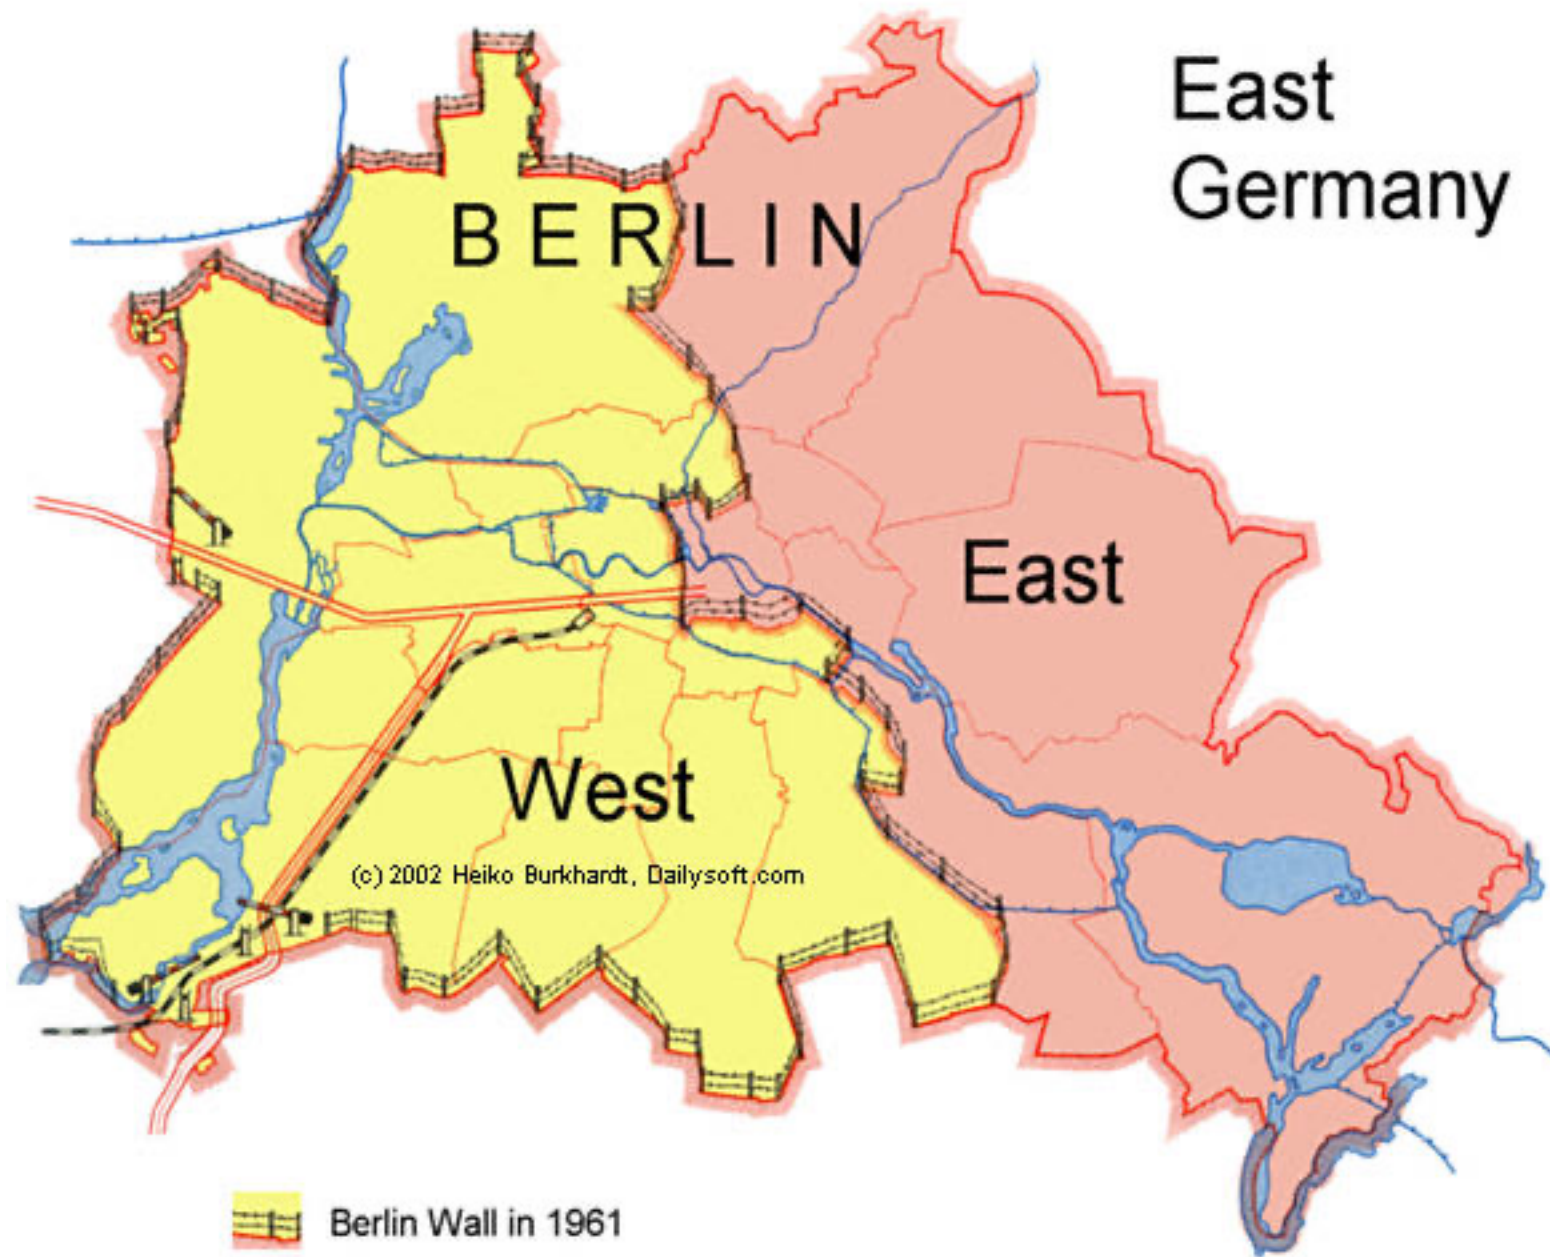 East
Germany
BERLIN
East
West
(c) 2002 Heiko Burkhardt, Dailysoft.com
Berlin Wall in 1961